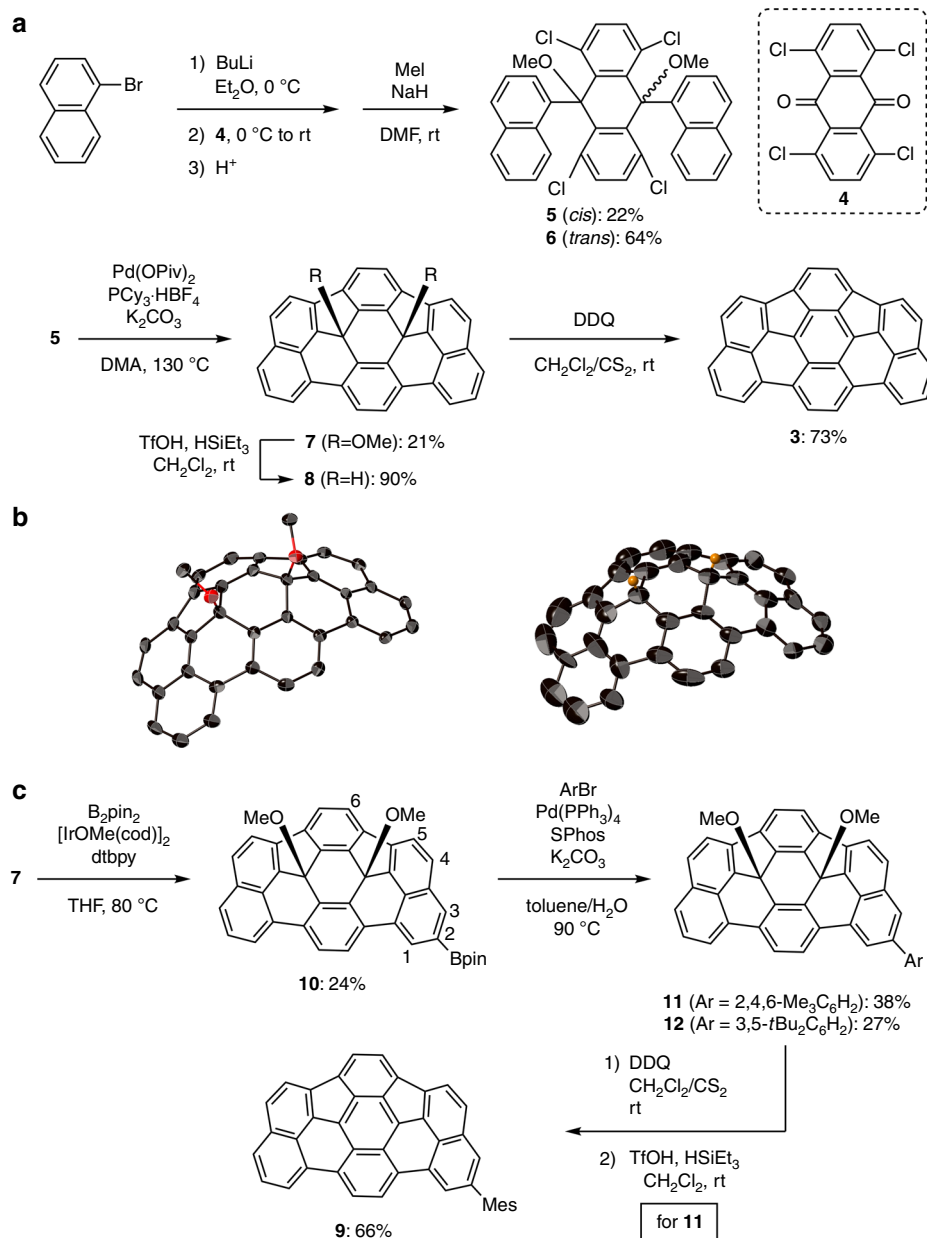 a
Br
1) BuLi
Et₂O, 0 °C
2) 4, 0 °C to rt
3) H⁺
MeI
NaH
DMF, rt
Cl
Cl
MeO
OMe
Cl
Cl
5 (cis): 22%
6 (trans): 64%
Cl
Cl
O
O
Cl
Cl
4
5
Pd(OPiv)₂
PCy₃·HBF₄
K₂CO₃
DMA, 130 °C
R
R
7 (R=OMe): 21%
8 (R=H): 90%
TfOH, HSiEt₃
CH₂Cl₂, rt
DDQ
CH₂Cl₂/CS₂, rt
3: 73%
b
c
7
B₂pin₂
[IrOMe(cod)]₂
dtbpy
THF, 80 °C
MeO
OMe
6
5
4
3
2
1
Bpin
10: 24%
ArBr
Pd(PPh₃)₄
SPhos
K₂CO₃
toluene/H₂O
90 °C
MeO
OMe
Ar
11 (Ar = 2,4,6-Me₃C₆H₂): 38%
12 (Ar = 3,5-tBu₂C₆H₂): 27%
1) DDQ
CH₂Cl₂/CS₂
rt
2) TfOH, HSiEt₃
CH₂Cl₂, rt
for 11
Mes
9: 66%